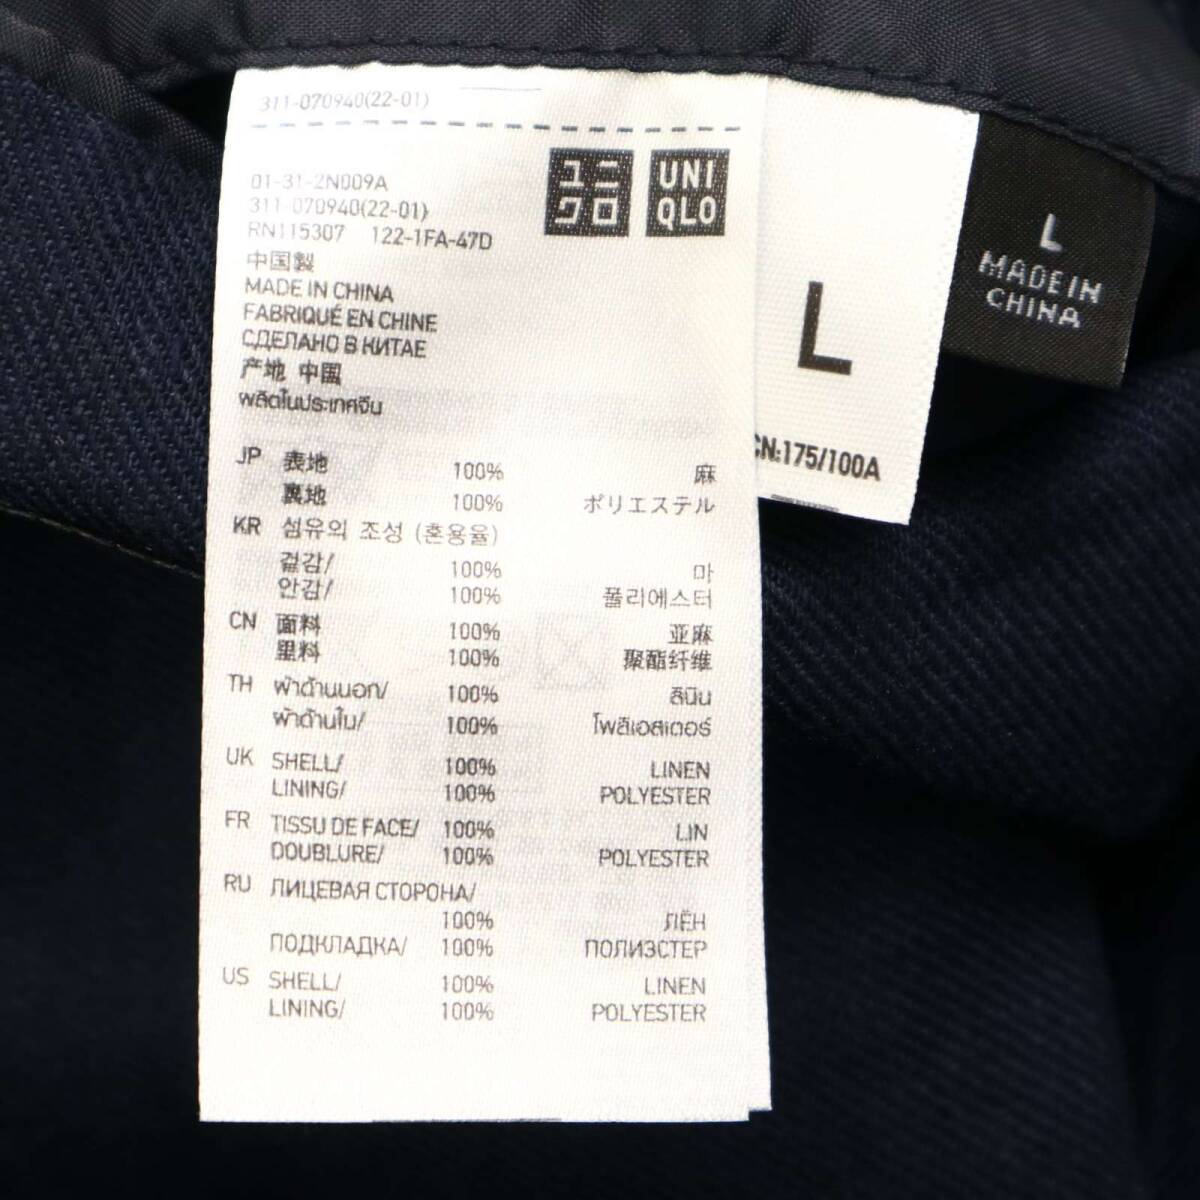 311-070940(22-01)
ユニ
クロ
UNI
QLO
01-31-2N009A
311-070940(22-01)
RN115307 122-1FA-47D
中国製
MADE IN CHINA
FABRIQUÉ EN CHINE
СДЕЛАНО В КИТАЕ
产地 中国
ผลิตในประเทศจีน
JP 表地 100% 麻
裏地 100% ポリエステル
KR 섬유의 조성 (혼용율)
겉감/ 100% 마
안감/ 100% 폴리에스터
CN 面料 100% 亚麻
里料 100% 聚酯纤维
TH ผ้าด้านนอก/ 100% ลินิน
ผ้าด้านใน/ 100% โพลีเอสเตอร์
UK SHELL/ 100% LINEN
LINING/ 100% POLYESTER
FR TISSU DE FACE/ 100% LIN
DOUBLURE/ 100% POLYESTER
RU ЛИЦЕВАЯ СТОРОНА/
100% ЛЁН
ПОДКЛАДКА/ 100% ПОЛИЭСТЕР
US SHELL/ 100% LINEN
LINING/ 100% POLYESTER
L
CN:175/100A
L
MADE IN
CHINA